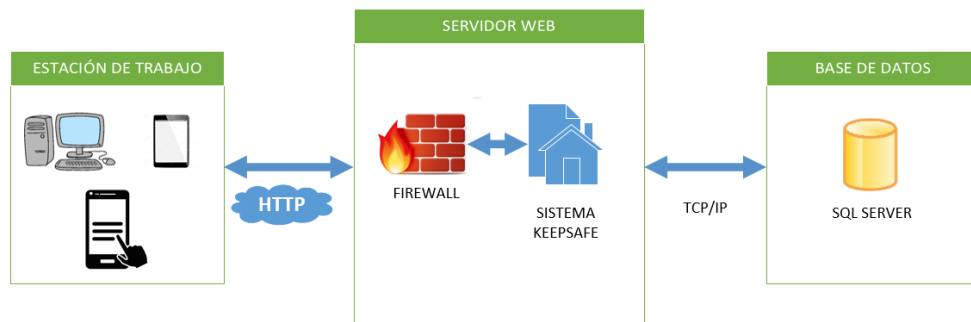 SERVIDOR WEB
ESTACIÓN DE TRABAJO
BASE DE DATOS
HTTP
FIREWALL
SISTEMA
KEEPSAFE
TCP/IP
SQL SERVER